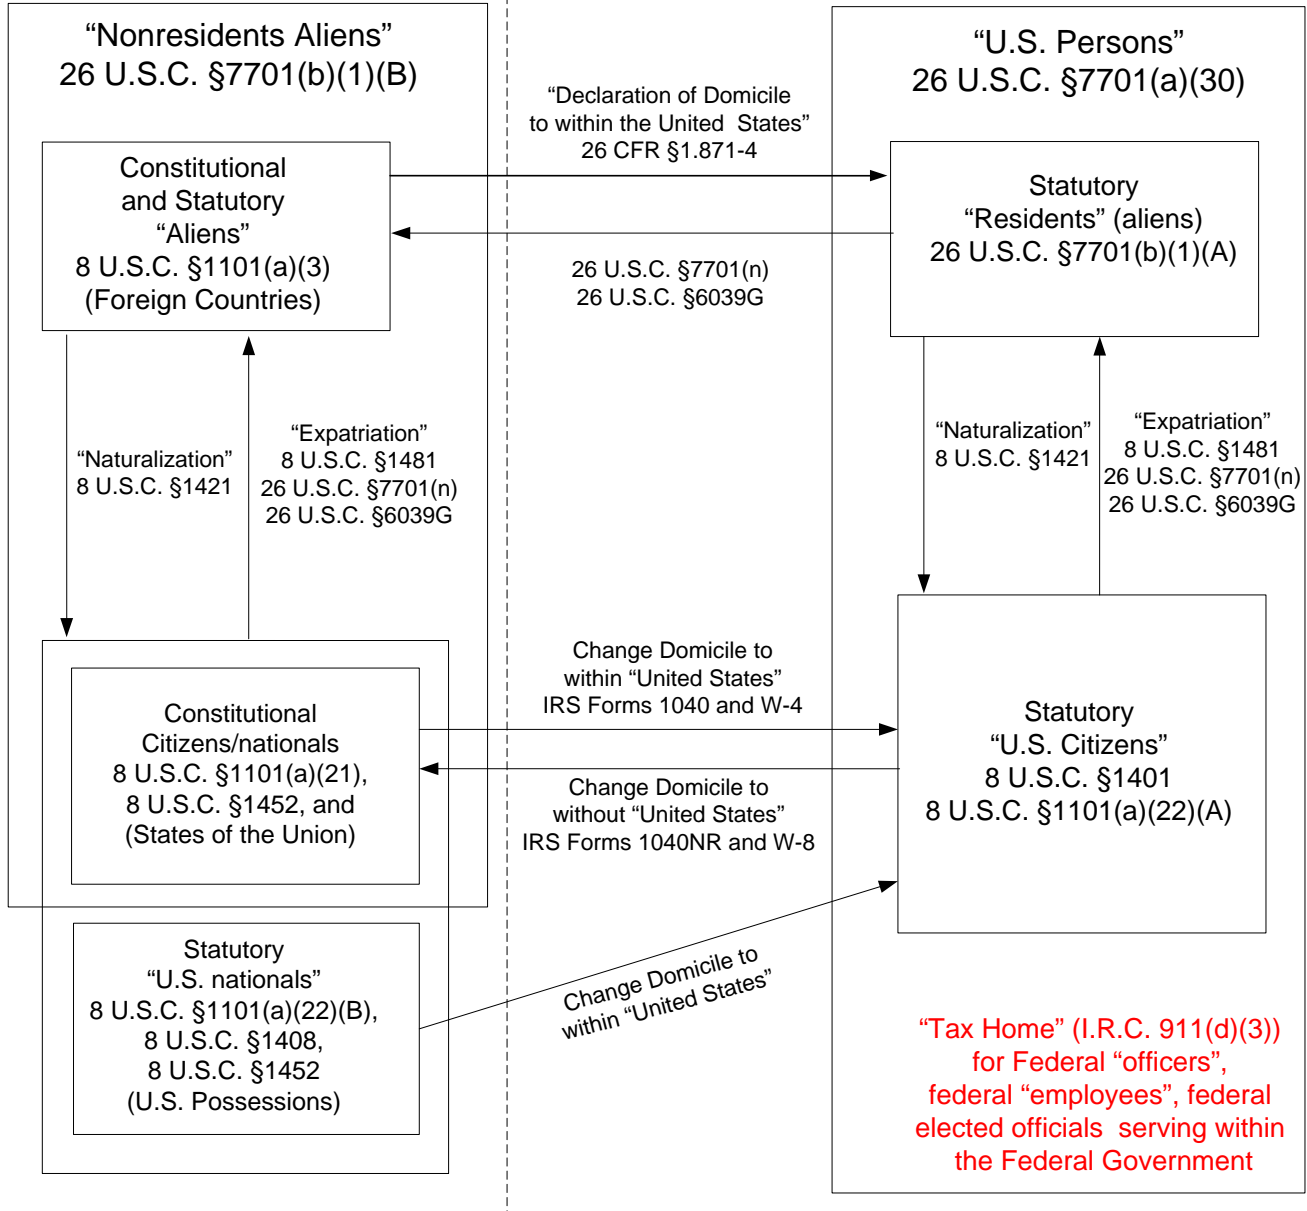 “Nonresidents Aliens”
26 U.S.C. §7701(b)(1)(B)
“U.S. Persons”
26 U.S.C. §7701(a)(30)
“Declaration of Domicile
to within the United  States”
26 CFR §1.871-4
Constitutional
and Statutory
“Aliens”
8 U.S.C. §1101(a)(3)
(Foreign Countries)
Statutory
“Residents” (aliens)
26 U.S.C. §7701(b)(1)(A)
26 U.S.C. §7701(n)
26 U.S.C. §6039G
“Naturalization”
8 U.S.C. §1421
“Expatriation”
8 U.S.C. §1481
26 U.S.C. §7701(n)
26 U.S.C. §6039G
“Naturalization”
8 U.S.C. §1421
“Expatriation”
8 U.S.C. §1481
26 U.S.C. §7701(n)
26 U.S.C. §6039G
Change Domicile to
within “United States”
IRS Forms 1040 and W-4
Constitutional
Citizens/nationals
8 U.S.C. §1101(a)(21),
8 U.S.C. §1452, and
(States of the Union)
Statutory
“U.S. Citizens”
8 U.S.C. §1401
8 U.S.C. §1101(a)(22)(A)
Change Domicile to
without “United States”
IRS Forms 1040NR and W-8
Statutory
“U.S. nationals”
8 U.S.C. §1101(a)(22)(B),
8 U.S.C. §1408,
8 U.S.C. §1452
(U.S. Possessions)
Change Domicile to
within “United States”
“Tax Home” (I.R.C. 911(d)(3))
for Federal “officers”,
federal “employees”, federal
elected officials  serving within
the Federal Government